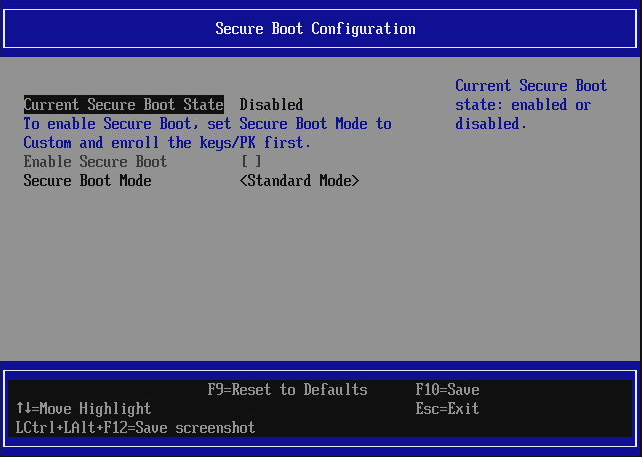 Secure Boot Configuration
Current Secure Boot State Disabled
To enable Secure Boot, set Secure Boot Mode to
Custom and enroll the keys/PK first.
Enable Secure Boot [ ]
Secure Boot Mode <Standard Mode>
Current Secure Boot
state: enabled or
disabled.
F9=Reset to Defaults F10=Save
↑↓=Move Highlight Esc=Exit
LCtrl+LAlt+F12=Save screenshot